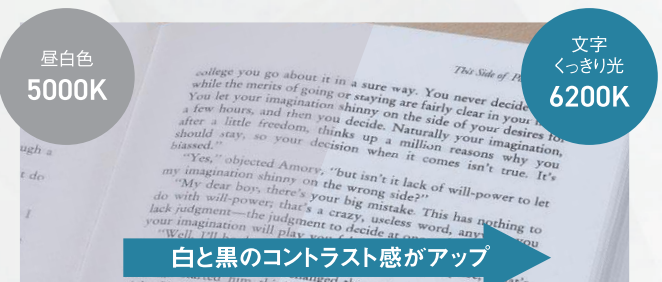 昼白色
5000K
文字
くっきり光
6200K
This Side of
college you go about it in a sure way. You never decide
while the merits of going or staying are fairly clear in your
You let your imagination shinny on the side of your desires for
a few hours, and then you decide. Naturally your imagination,
after a little freedom, thinks up a million reasons why you
should stay, so your decision when it comes isn't true. It's
biassed."
"Yes," objected Amory, "but isn't it lack of will-power to let
my imagination shinny on the wrong side?"
"My dear boy, there's your big mistake. This has nothing to
do with will-power; that's a crazy, useless word, you
lack judgment—the judgment to decide at
your imagination will play
"Well,
白と黒のコントラスト感がアップ